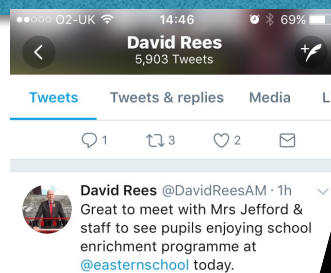 O2-UK 14:46 69%
David Rees
5,903 Tweets
Tweets Tweets & replies Media L
1 3 2
David Rees @DavidReesAM · 1h
Great to meet with Mrs Jefford &
staff to see pupils enjoying school
enrichment programme at
@easternschool today.